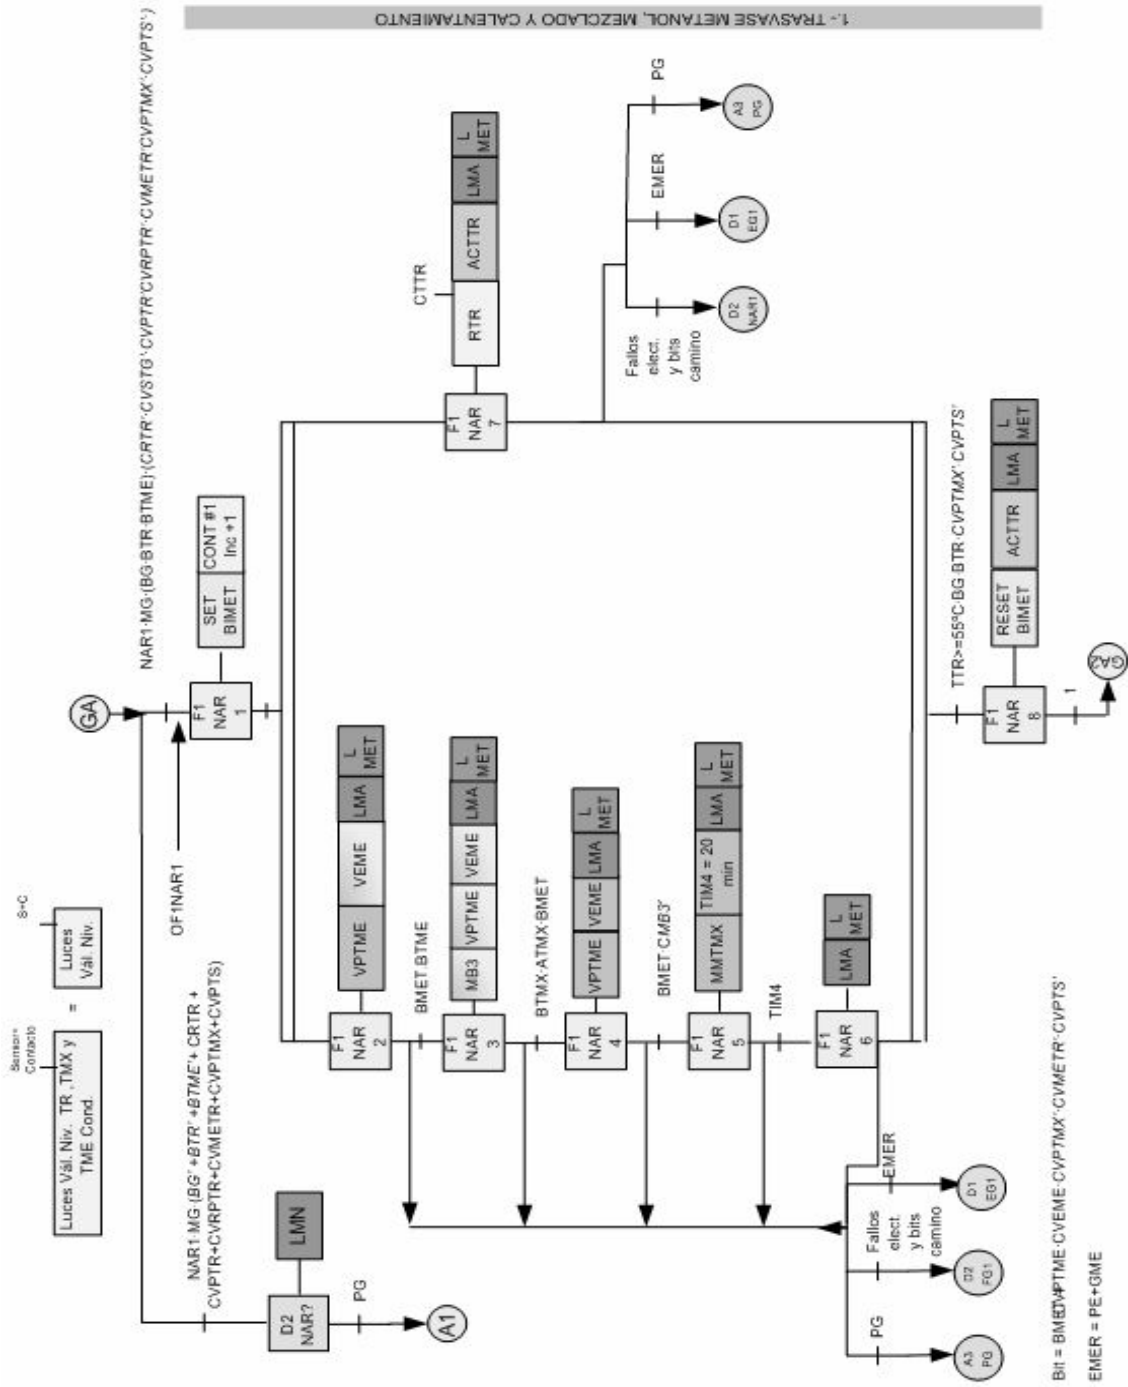 1.- TRASVASE METANOL, MEZCLADO Y CALENTAMIENTO
Sensor+
Contacto
Luces Vál. Niv. TR ,TMX y
TME Cond.
=
S+C
Luces
Vál. Niv.
GA
NAR1·MG·(BG·BTR·BTME)·(CRTR'·CVSTG'·CVPTR'·CVRPTR'·CVMETR'CVPTMX'·CVPTS')
OF1NAR1
NAR1·MG·(BG' +BTR' +BTME'+ CRTR +
CVPTR+CVRPTR+CVMETR+CVPTMX+CVPTS)
D2
NAR?
LMN
PG
A1
F1
NAR
1
SET
BIMET
CONT #1
Inc +1
F1
NAR
2
VPTME
VEME
LMA
L
MET
BMET·BTME
F1
NAR
3
MB3
VPTME
VEME
LMA
L
MET
BTMX·ATMX·BMET
F1
NAR
4
VPTME
VEME
LMA
L
MET
BMET·CMB3'
F1
NAR
5
MMTMX
TIM4 = 20
min
LMA
L
MET
TIM4
F1
NAR
6
LMA
L
MET
F1
NAR
7
RTR
CTTR
ACTTR
LMA
L
MET
Fallos
elect.
y bits
camino
D2
NAR1
EMER
D1
EG1
PG
A3
PG
PG
A3
PG
Fallos
elect.
y bits
camino
D2
FG1
EMER
D1
EG1
TTR>=55ºC·BG·BTR·CVPTMX'·CVPTS'
F1
NAR
8
RESET
BIMET
ACTTR
LMA
L
MET
1
GA2
EMER = PE+GME